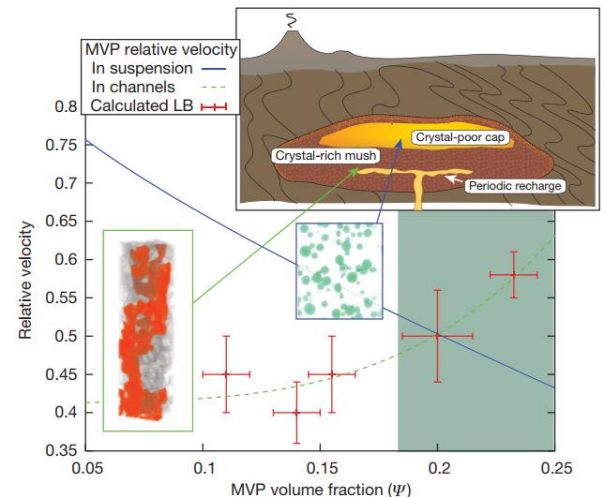 MVP relative velocity
In suspension
In channels
Calculated LB
Crystal-poor cap
Crystal-rich mush
Periodic recharge
0.8
0.75
0.7
0.65
0.6
0.55
0.5
0.45
0.4
0.35
Relative velocity
0.05
0.1
0.15
0.2
0.25
MVP volume fraction (Ψ)